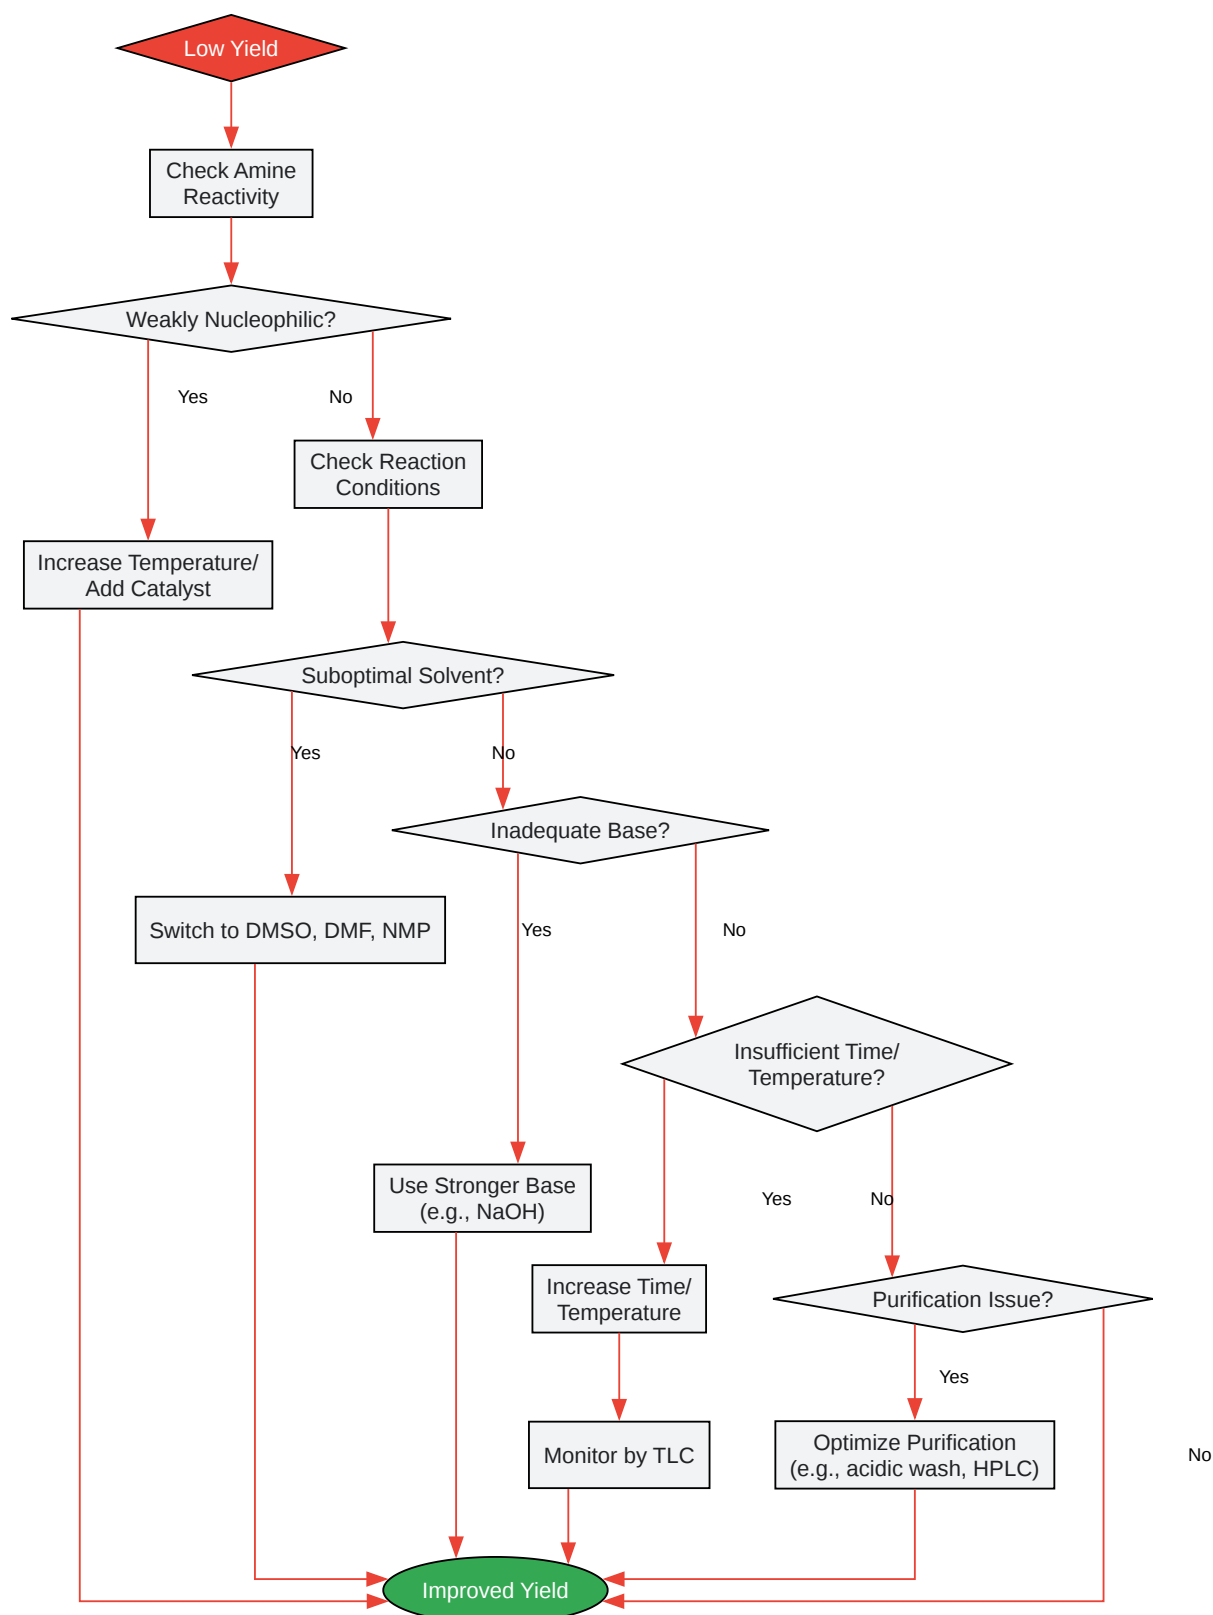 Low Yield
Check Amine
Reactivity
Weakly Nucleophilic?
Yes
No
Check Reaction
Conditions
Increase Temperature/
Add Catalyst
Suboptimal Solvent?
Yes
No
Inadequate Base?
Switch to DMSO, DMF, NMP
Yes
No
Insufficient Time/
Temperature?
Use Stronger Base
(e.g., NaOH)
Yes
No
Increase Time/
Temperature
Purification Issue?
Yes
Monitor by TLC
Optimize Purification
(e.g., acidic wash, HPLC)
No
Improved Yield